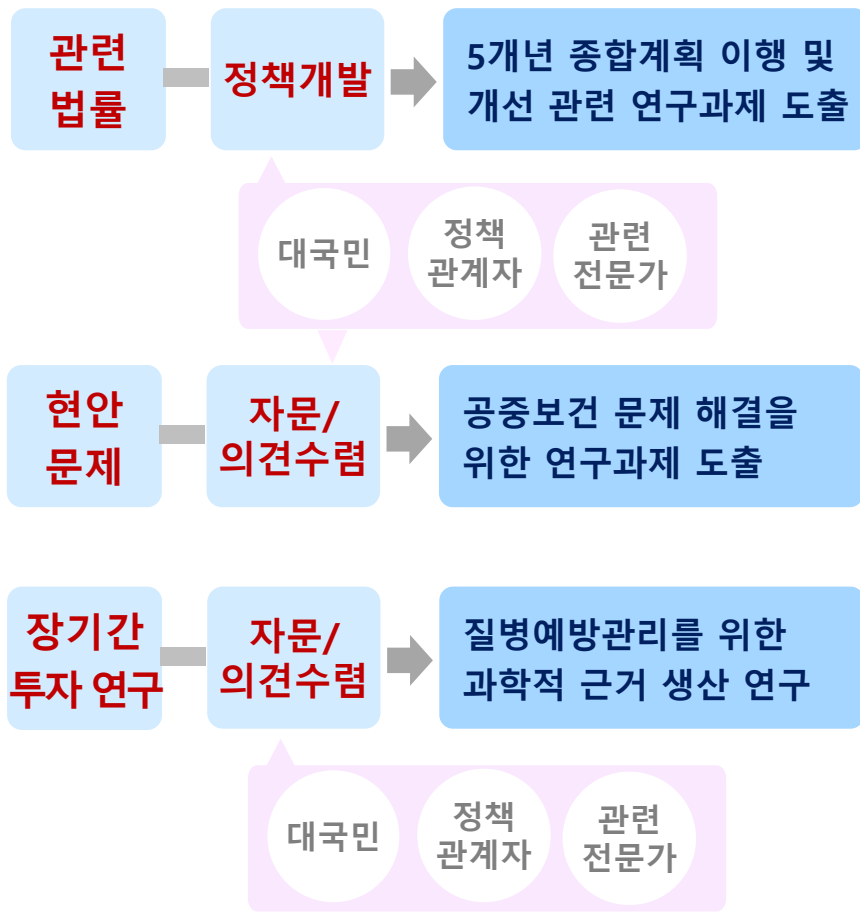 관련
법률
정책개발
5개년 종합계획 이행 및
개선 관련 연구과제 도출
대국민
정책
관계자
관련
전문가
현안
문제
자문/
의견수렴
공중보건 문제 해결을
위한 연구과제 도출
장기간
투자 연구
자문/
의견수렴
질병예방관리를 위한
과학적 근거 생산 연구
대국민
정책
관계자
관련
전문가